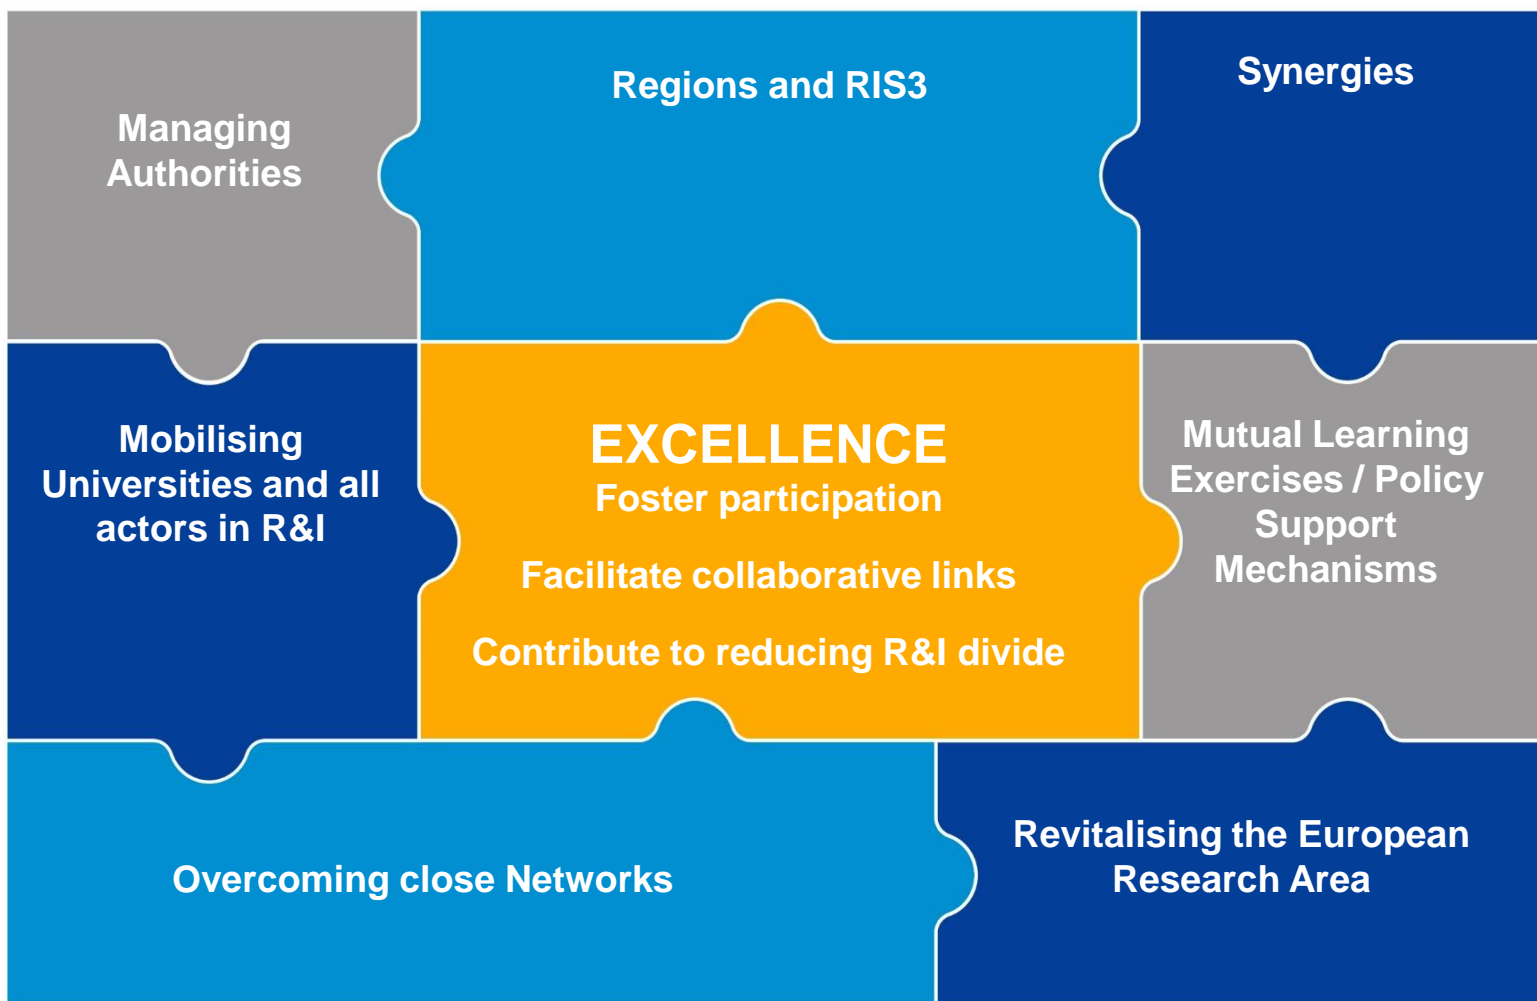 Managing
Authorities
Regions and RIS3
Synergies
Mobilising
Universities and all
actors in R&I
EXCELLENCE
Foster participation
Facilitate collaborative links
Contribute to reducing R&I divide
Mutual Learning
Exercises / Policy
Support
Mechanisms
Overcoming close Networks
Revitalising the European
Research Area